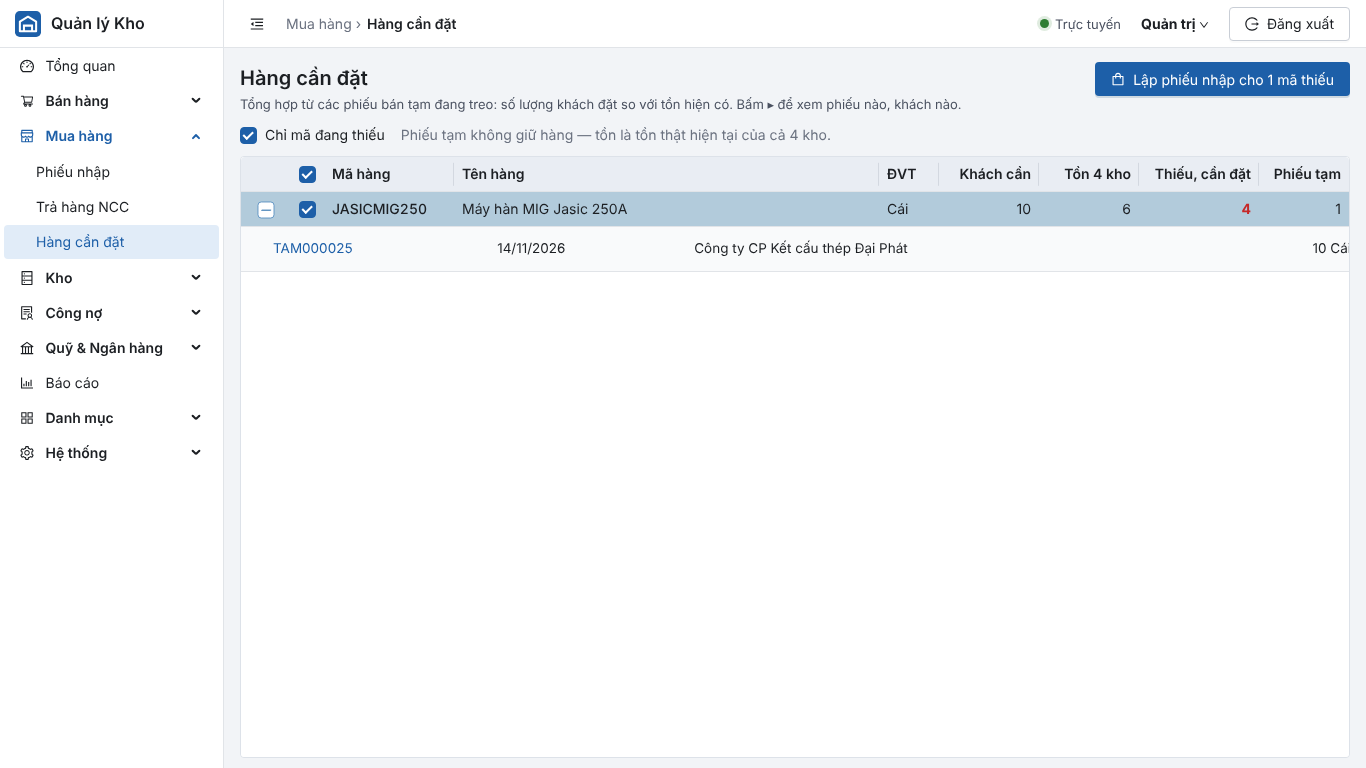 Quản lý Kho
Mua hàng › Hàng cần đặt
Trực tuyến
Quản trị
Đăng xuất
Tổng quan
Bán hàng
Mua hàng
Phiếu nhập
Trả hàng NCC
Hàng cần đặt
Kho
Công nợ
Quỹ & Ngân hàng
Báo cáo
Danh mục
Hệ thống
Hàng cần đặt
Lập phiếu nhập cho 1 mã thiếu
Tổng hợp từ các phiếu bán tạm đang treo: số lượng khách đặt so với tồn hiện có. Bấm ▸ để xem phiếu nào, khách nào.
Chỉ mã đang thiếu Phiếu tạm không giữ hàng — tồn là tồn thật hiện tại của cả 4 kho.
Mã hàng Tên hàng ĐVT Khách cần Tồn 4 kho Thiếu, cần đặt Phiếu tạm
JASICMIG250 Máy hàn MIG Jasic 250A Cái 10 6 4 1
TAM000025 14/11/2026 Công ty CP Kết cấu thép Đại Phát 10 Cái